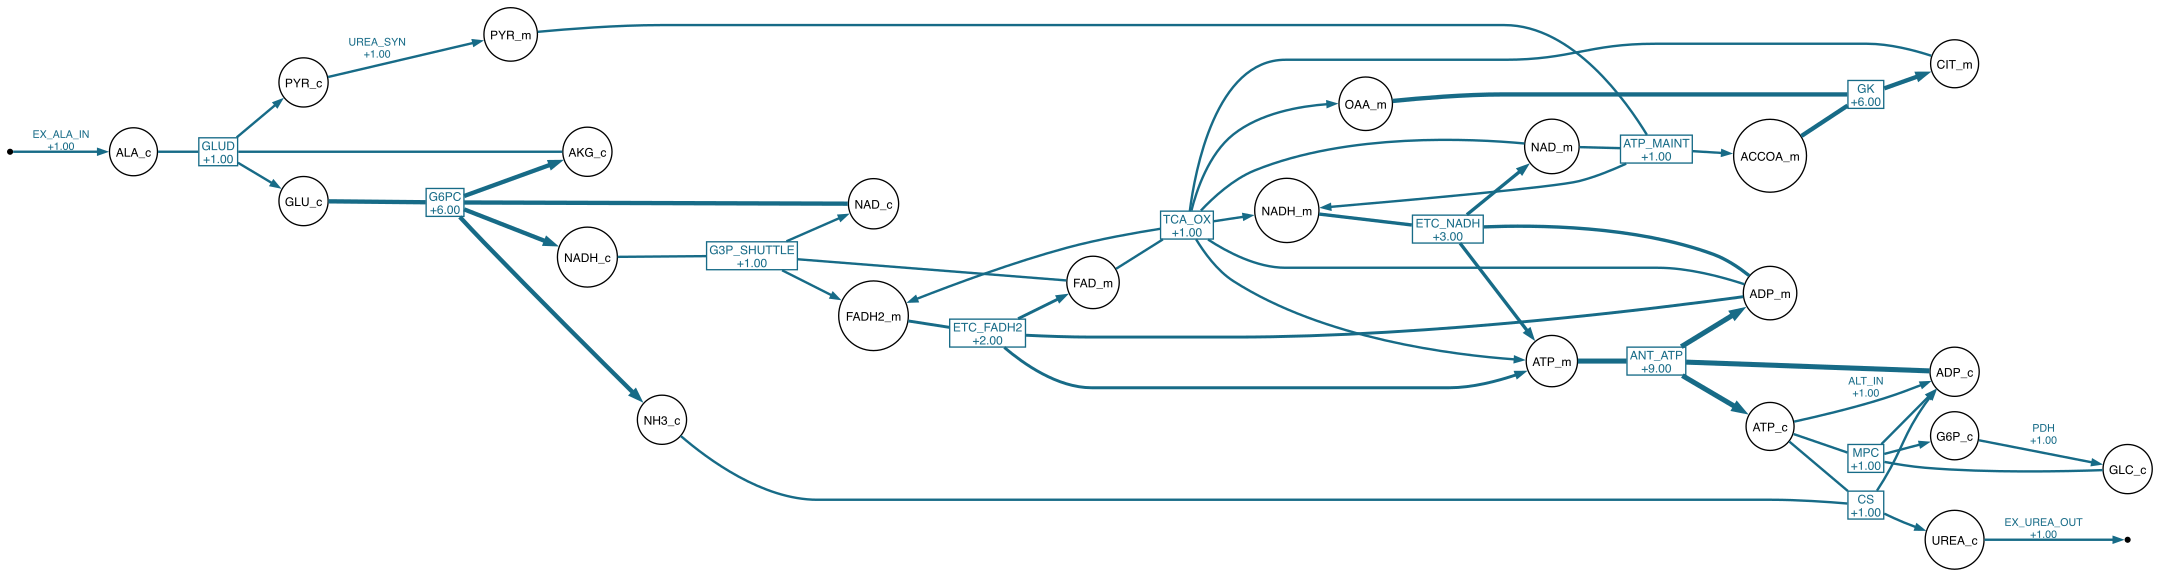 EX_ALA_IN
+1.00
ALA_c
GLUD
+1.00
PYR_c
GLU_c
UREA_SYN
+1.00
PYR_m
G6PC
+6.00
AKG_c
NADH_c
NH3_c
G3P_SHUTTLE
+1.00
NAD_c
FADH2_m
ETC_FADH2
+2.00
FAD_m
TCA_OX
+1.00
NADH_m
OAA_m
ETC_NADH
+3.00
NAD_m
ATP_m
ATP_MAINT
+1.00
ANT_ATP
+9.00
ACCOA_m
ADP_m
ATP_c
GK
+6.00
ALT_IN
+1.00
MPC
+1.00
CS
+1.00
CIT_m
ADP_c
G6P_c
UREA_c
PDH
+1.00
EX_UREA_OUT
+1.00
GLC_c